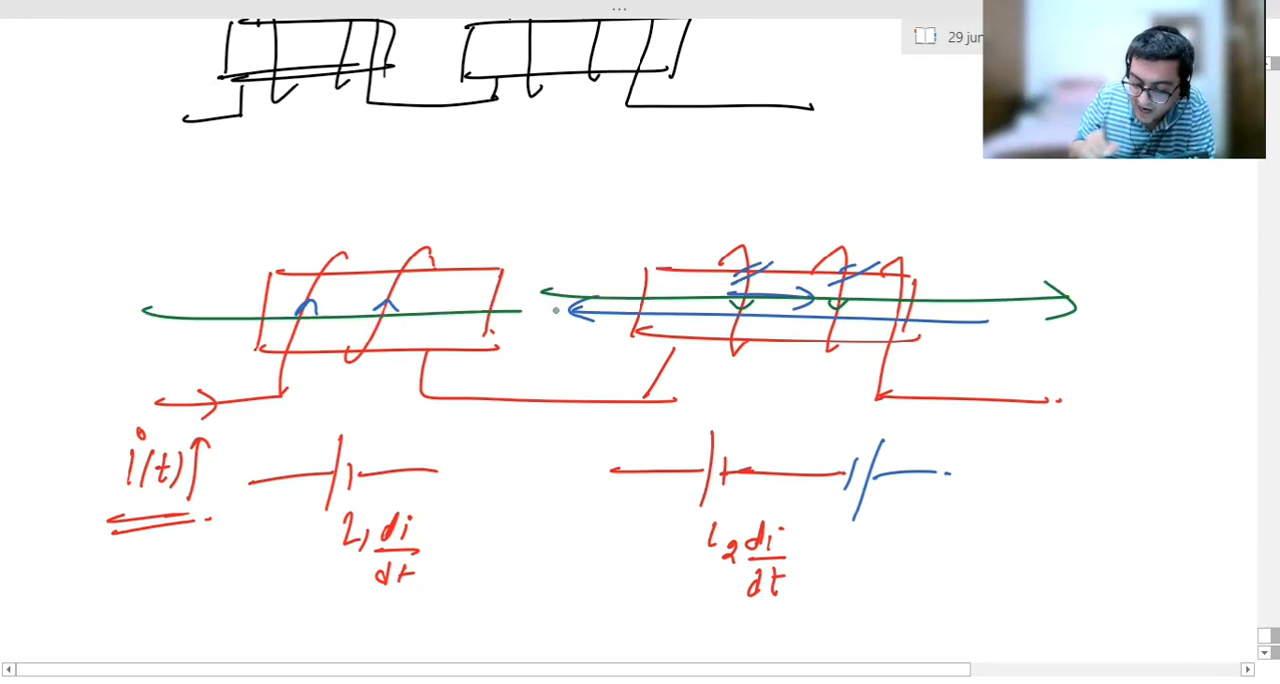 29 jun
i(t)↑
L₁ di/dt
L₂ di/dt